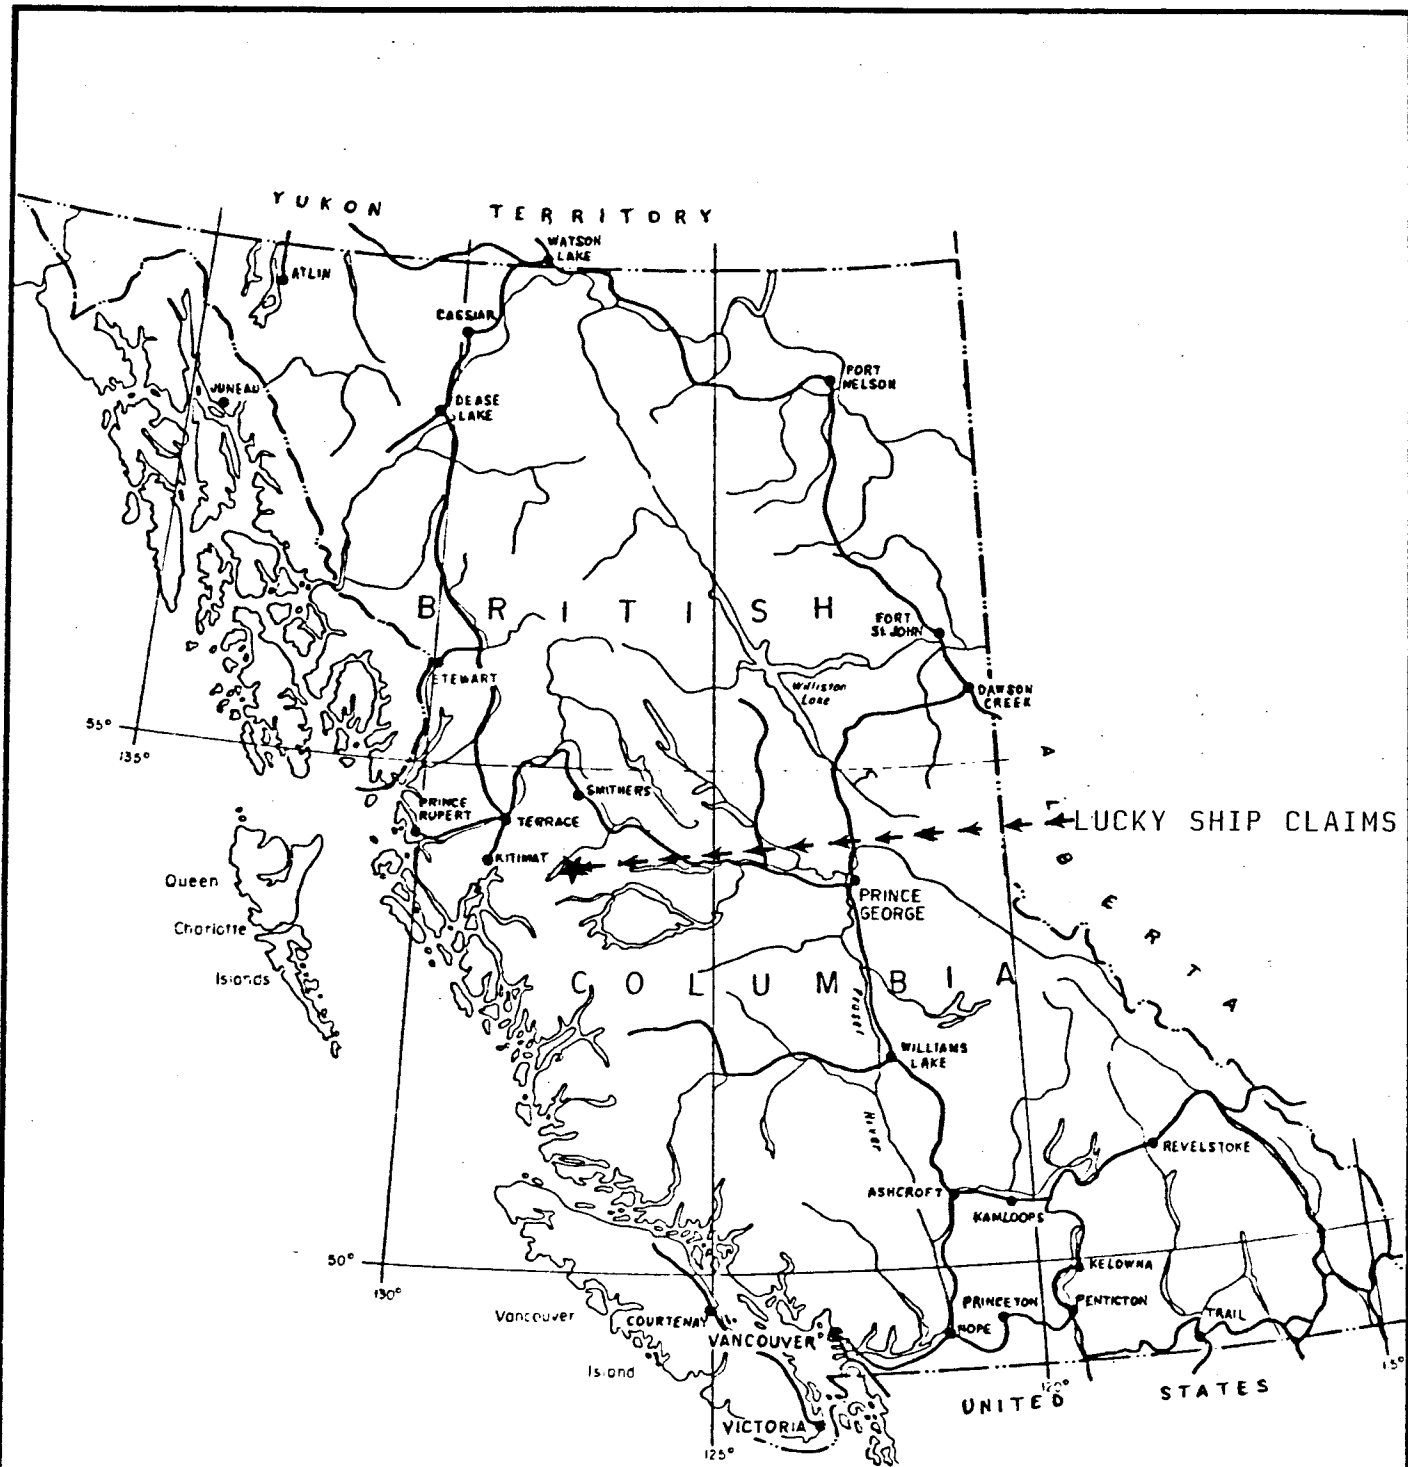 YUKON TERRITORY
WATSON
LAKE
ATLIN
CASSIAR
JUNEAU
DEASE
LAKE
FORT
NELSON
BRITISH
FORT
St. JOHN
STEWART
Williston
Lake
DAWSON
CREEK
55°
135°
ALBERTA
PRINCE
RUPERT
SMITHERS
TERRACE
LUCKY SHIP CLAIMS
KITIMAT
Queen
Charlotte
Islands
PRINCE
GEORGE
COLUMBIA
Fraser
River
WILLIAMS
LAKE
REVELSTOKE
ASHCROFT
KAMLOOPS
50°
130°
KELOWNA
Vancouver
Island
COURTENAY
VANCOUVER
PRINCETON
PENTICTON
HOPE
TRAIL
120°
UNITED STATES
VICTORIA
125°